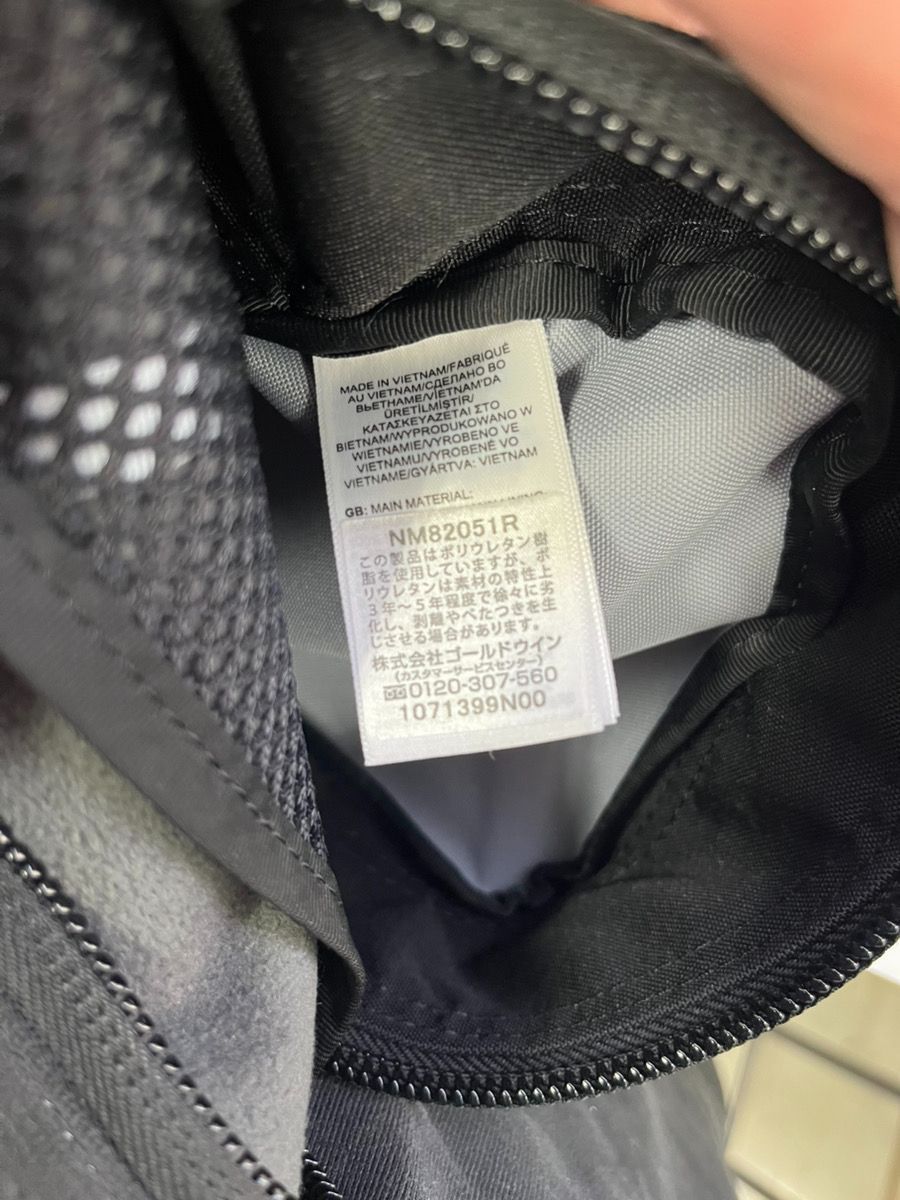 MADE IN VIETNAM/FABRIQUÉ
AU VIETNAM/СДЕЛАНО ВО
ВЬЕТНАМЕ/VİETNAM'DA
ÜRETİLMİŞTİR/
ΚΑΤΑΣΚΕΥΑΖΕΤΑΙ ΣΤΟ
ΒΙΕΤΝΑΜ/WYPRODUKOWANO W
WIETNAMIE/VYROBENO VE
VIETNAMU/VYROBENÉ VO
VIETNAME/GYÁRTVA: VIETNAM
GB: MAIN MATERIAL:
NM82051R
この製品はポリウレタン樹
脂を使用していますが、ポ
リウレタンは素材の特性上
3年～5年程度で徐々に劣
化し、剥離やべたつきを生
じさせる場合があります。
株式会社ゴールドウイン
(カスタマーサービスセンター)
0120-307-560
1071399N00